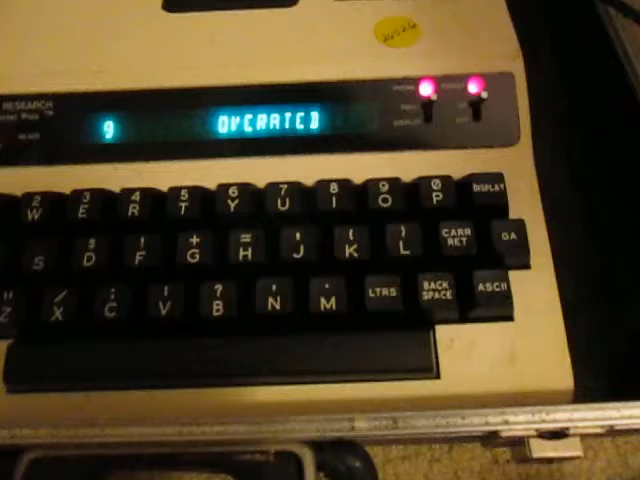 RESEARCH
9 OVERATED
2 3 4 5 6 7 8 9 0
W E R T Y U I O P DISPLAY
$ ! + = ' ( )
S D F G H J K L CARR RET GA
" / : ; ? , .
Z X C V B N M LTRS BACK SPACE ASCII